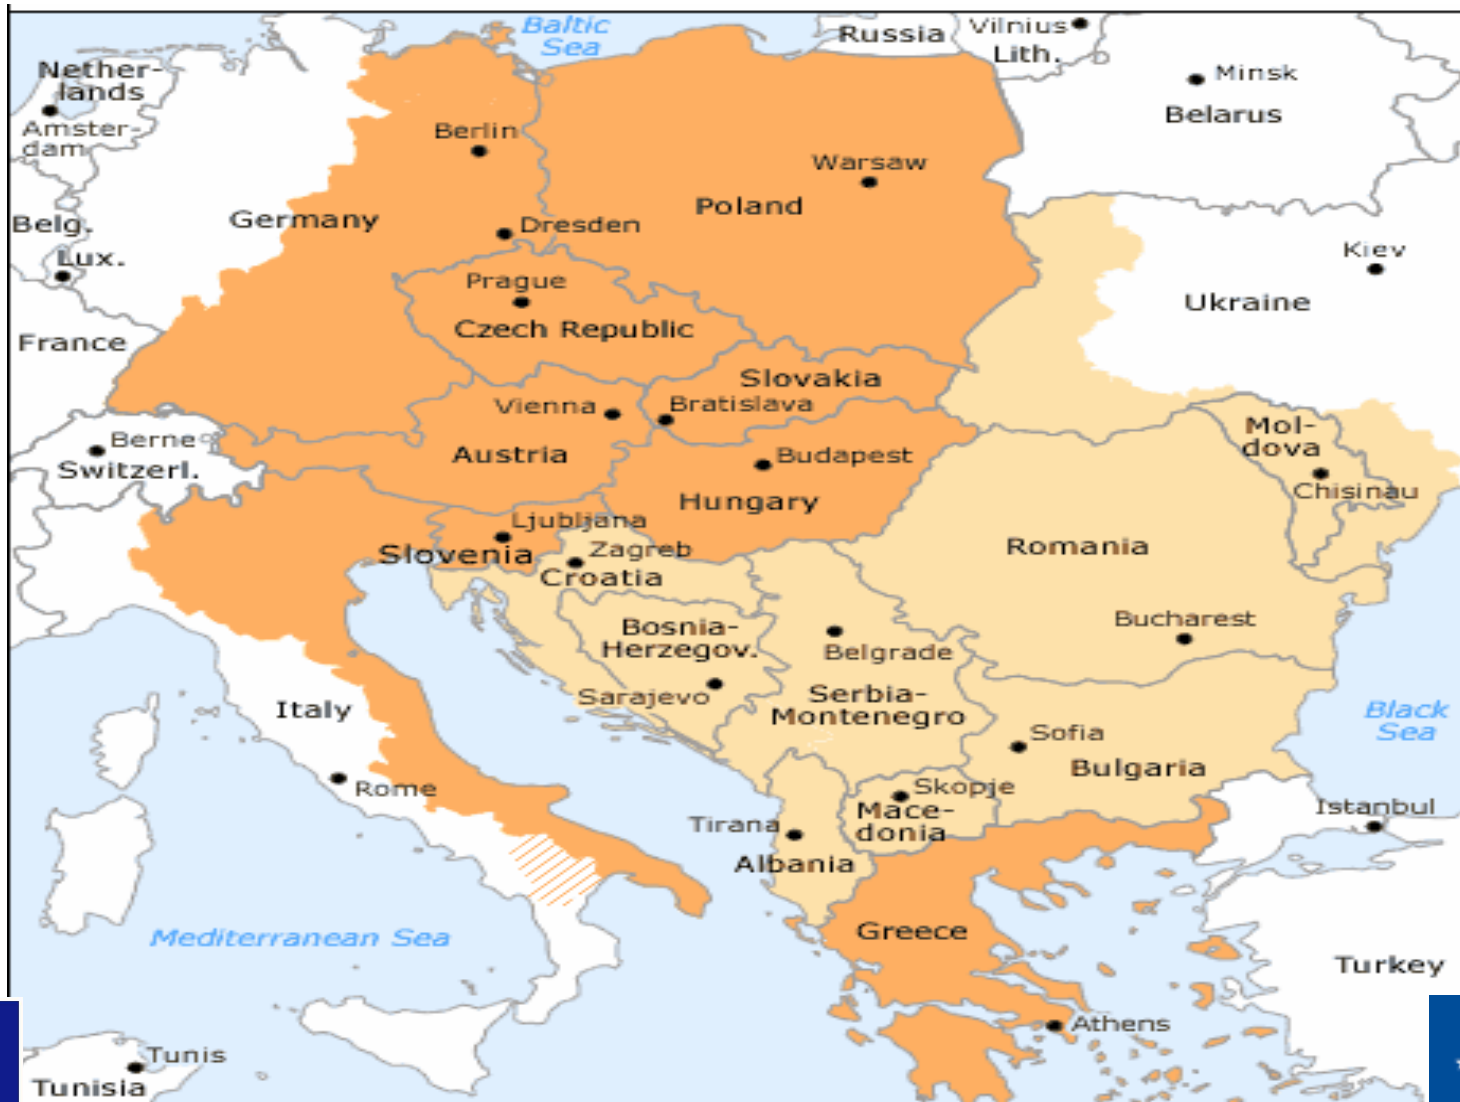 Baltic
Sea
Russia
Vilnius
Lith.
Minsk
Belarus
Nether-
lands
Amster-
dam
Berlin
Warsaw
Poland
Germany
Dresden
Belg.
Lux.
Kiev
Ukraine
Prague
Czech Republic
France
Slovakia
Bratislava
Vienna
Mol-
dova
Chisinau
Berne
Switzerl.
Austria
Budapest
Hungary
Ljubljana
Slovenia
Zagreb
Croatia
Romania
Bosnia-
Herzegov.
Sarajevo
Belgrade
Bucharest
Serbia-
Montenegro
Italy
Black
Sea
Sofia
Bulgaria
Rome
Skopje
Mace-
donia
Istanbul
Tirana
Albania
Mediterranean Sea
Greece
Turkey
Athens
Tunis
Tunisia